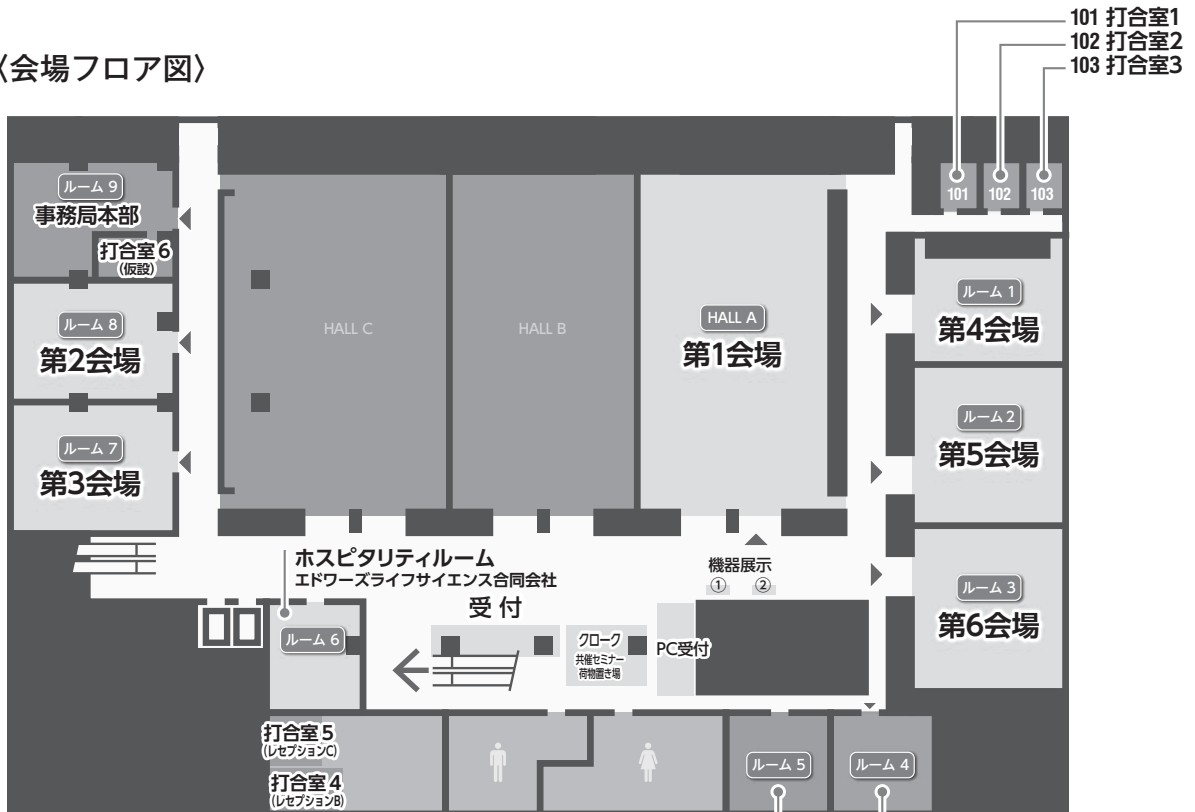 〈会場フロア図〉
101 打合室1
102 打合室2
103 打合室3
101
102
103
ルーム 9
事務局本部
打合室6
(仮設)
ルーム 8
第2会場
ルーム 7
第3会場
HALL C
HALL B
HALL A
第1会場
ルーム 1
第4会場
ルーム 2
第5会場
ルーム 3
第6会場
ホスピタリティルーム
エドワーズライフサイエンス合同会社
機器展示
① ②
受付
ルーム 6
クローク
共催セミナー
荷物置き場
PC受付
打合室5
(レセプションC)
打合室4
(レセプションB)
ルーム 5
ルーム 4